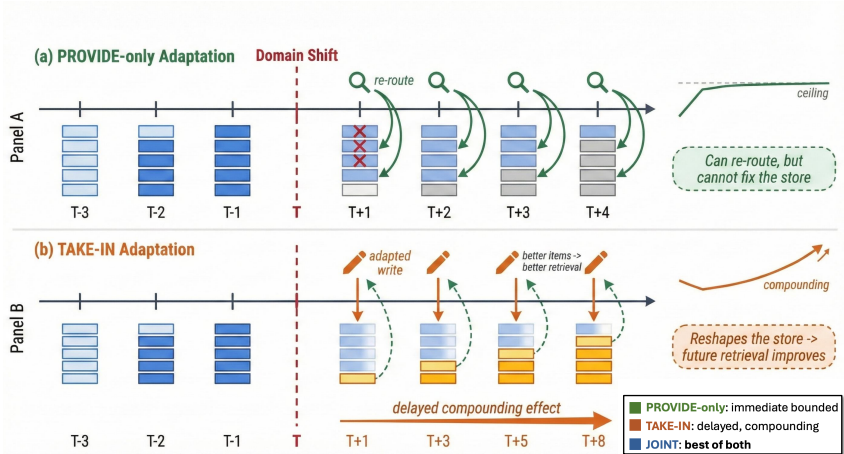 (a) PROVIDE-only Adaptation
Domain Shift
re-route
ceiling
Panel A
Can re-route, but
cannot fix the store
T-3
T-2
T-1
T
T+1
T+2
T+3
T+4
(b) TAKE-IN Adaptation
adapted
write
better items ->
better retrieval
compounding
Panel B
Reshapes the store ->
future retrieval improves
delayed compounding effect
T-3
T-2
T-1
T
T+1
T+3
T+5
T+8
PROVIDE-only: immediate bounded
TAKE-IN: delayed, compounding
JOINT: best of both